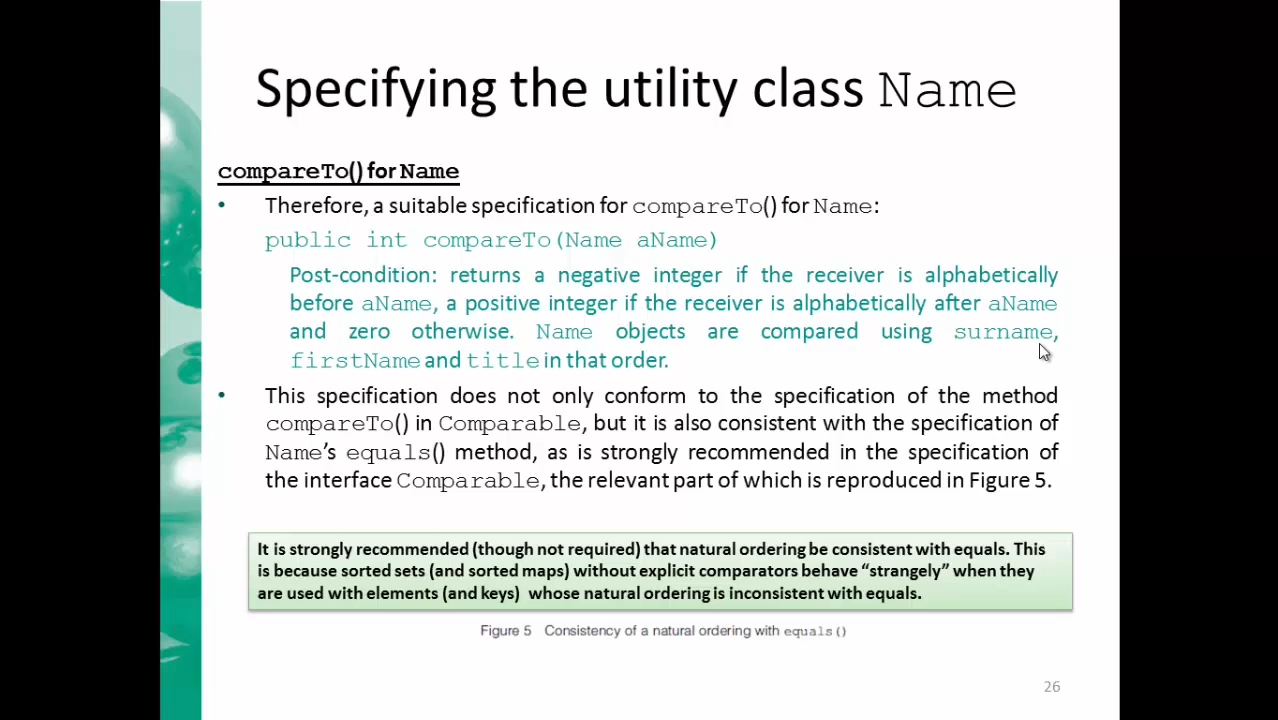 Specifying the utility class Name
compareTo() for Name
• Therefore, a suitable specification for compareTo() for Name:
public int compareTo(Name aName)
Post-condition: returns a negative integer if the receiver is alphabetically
before aName, a positive integer if the receiver is alphabetically after aName
and zero otherwise. Name objects are compared using surname,
firstName and title in that order.
• This specification does not only conform to the specification of the method
compareTo() in Comparable, but it is also consistent with the specification of
Name’s equals() method, as is strongly recommended in the specification of
the interface Comparable, the relevant part of which is reproduced in Figure 5.
It is strongly recommended (though not required) that natural ordering be consistent with equals. This
is because sorted sets (and sorted maps) without explicit comparators behave “strangely” when they
are used with elements (and keys) whose natural ordering is inconsistent with equals.
Figure 5 Consistency of a natural ordering with equals()
26